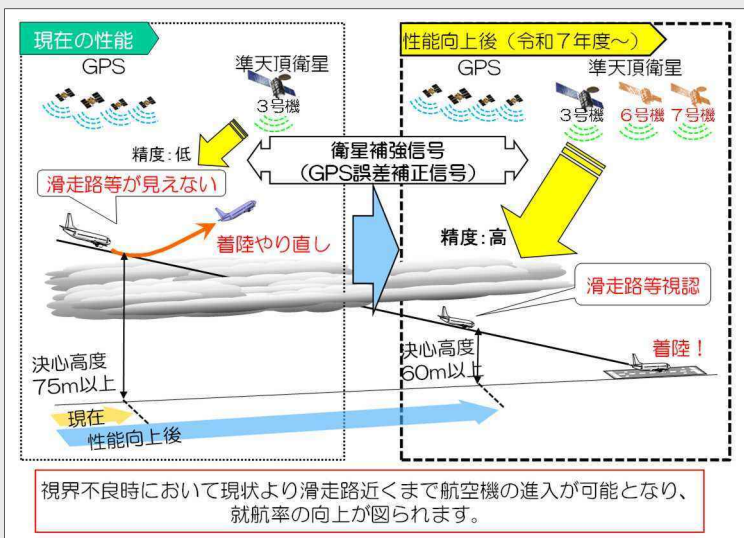 現在の性能
GPS
準天頂衛星
3号機
精度:低
滑走路等が見えない
着陸やり直し
決心高度
75m以上
現在
性能向上後
衛星補強信号
(GPS誤差補正信号)
性能向上後(令和7年度~)
GPS
準天頂衛星
3号機
6号機
7号機
精度:高
滑走路等視認
決心高度
60m以上
着陸!
視界不良時において現状より滑走路近くまで航空機の進入が可能となり、
就航率の向上が図られます。